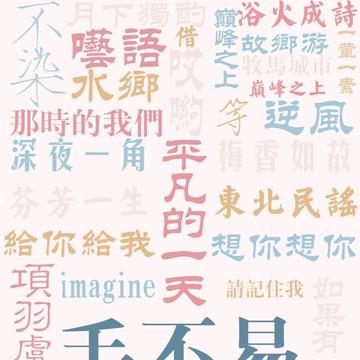 不染
月下獨酌
囈語
水鄉
借
哎喲
巔峰之上
浴火成詩
故鄉游
一葷一素
牧馬城市
巔峰之上
等
逆風
那時的我們
深夜一角
平凡的一天
梅香如故
芬芳一生
東北民謠
給你給我
想你想你
項羽虞
imagine
請記住我
如果有
毛不易